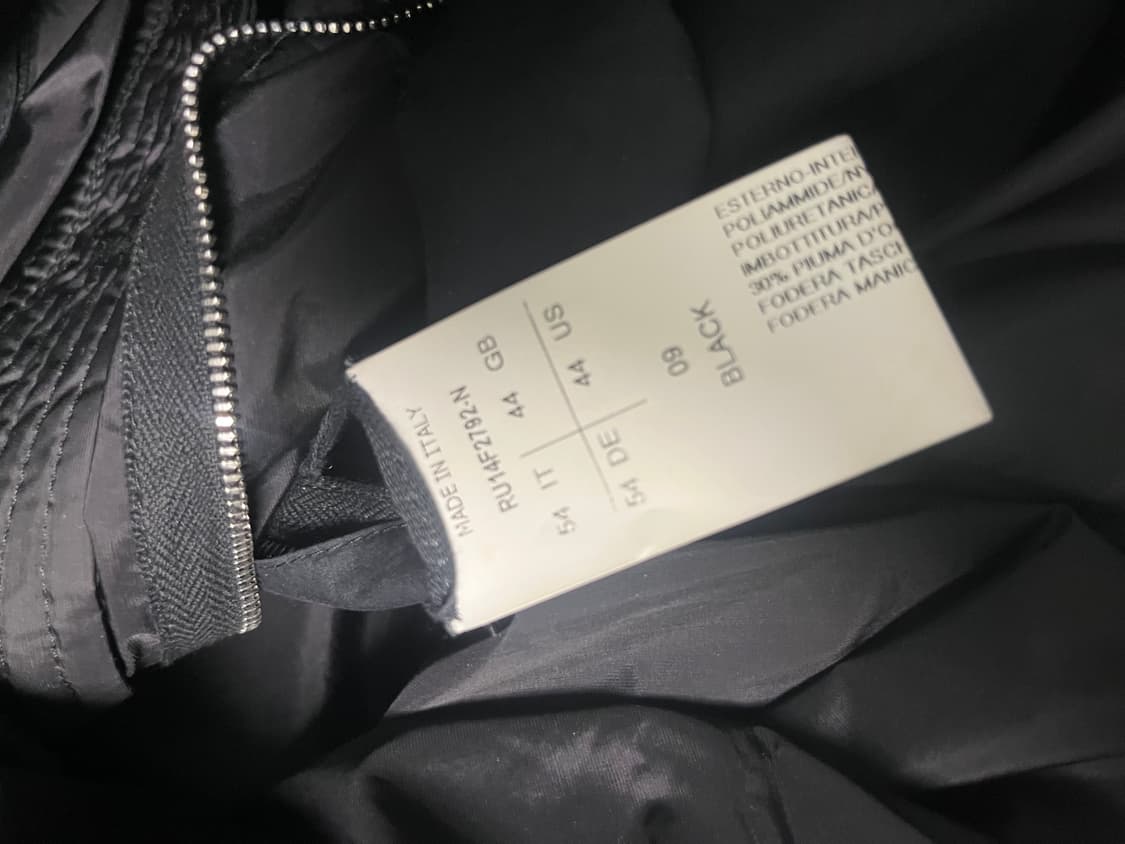 MADE IN ITALY
RU14F2792-N
54 IT 44 GB
54 DE 44 US
09
BLACK
ESTERNO-INTE
POLIAMMIDE/NY
POLIURETANICA
IMBOTTITURA/P
30% PIUMA D'O
FODERA TASC
FODERA MANIC